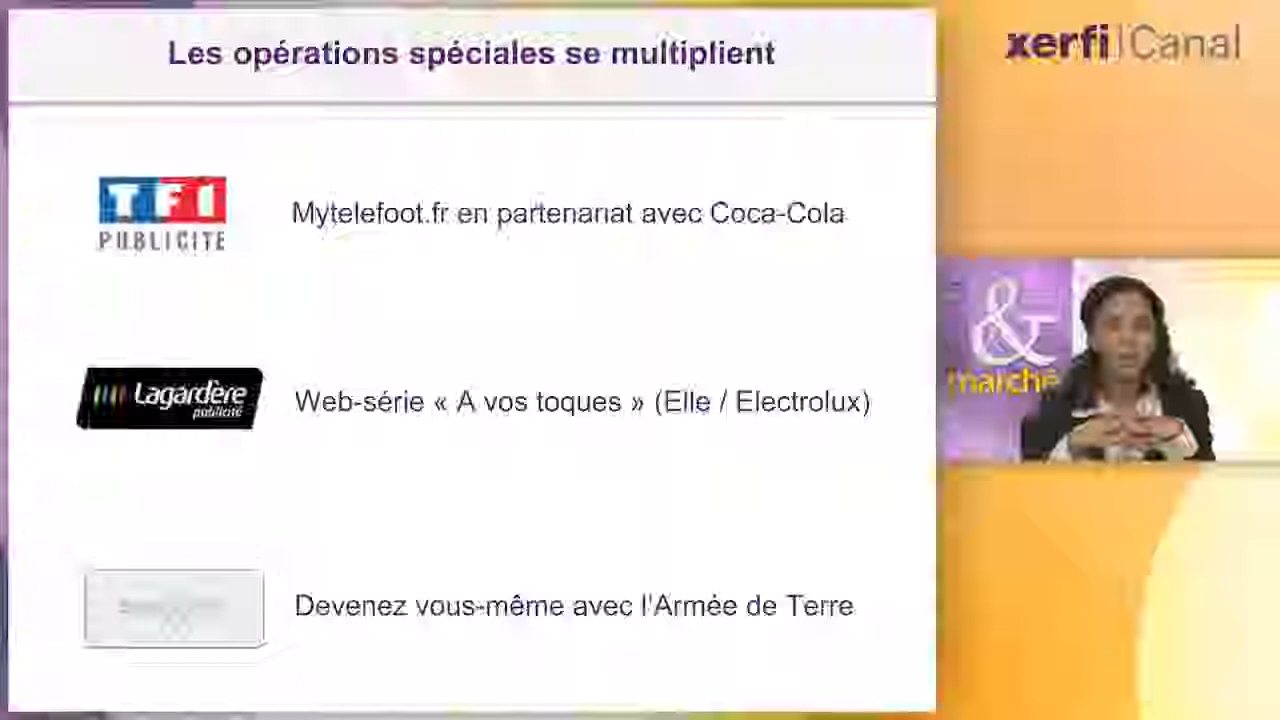 Les opérations spéciales se multiplient
xerfi Canal
TF1
PUBLICITE
Mytelefoot.fr en partenariat avec Coca-Cola
&
marché
Lagardère
publicité
Web-série « A vos toques » (Elle / Electrolux)
Devenez vous-même avec l'Armée de Terre